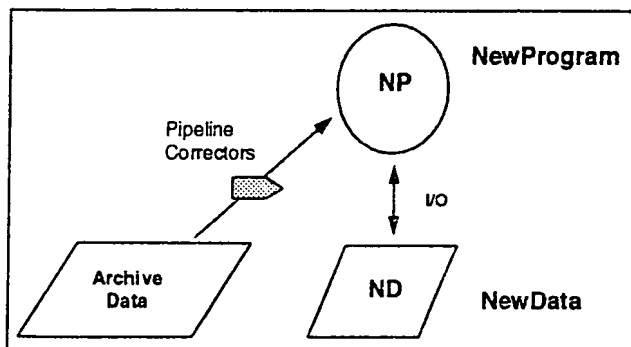 NewProgram
NP
Pipeline
Correctors
I/O
Archive
Data
ND
NewData